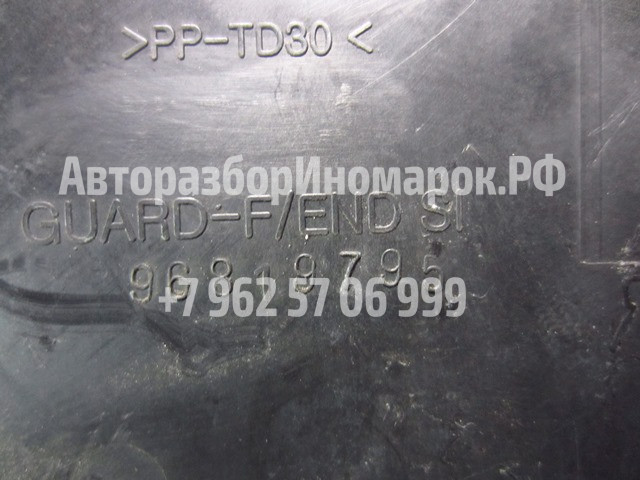 >PP-TD30<
АвторазборИномарок.РФ
GUARD-F/END SI
96819795
+7 962 57 06 999